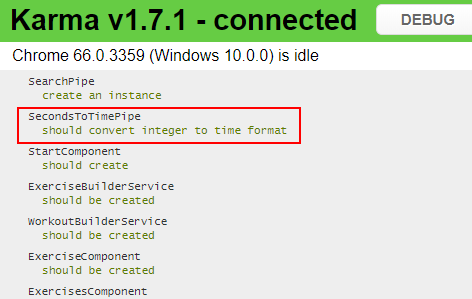 Karma v1.7.1 - connected
DEBUG
Chrome 66.0.3359 (Windows 10.0.0) is idle
SearchPipe
create an instance
SecondsToTimePipe
should convert integer to time format
StartComponent
should create
ExerciseBuilderService
should be created
WorkoutBuilderService
should be created
ExerciseComponent
should be created
ExercisesComponent